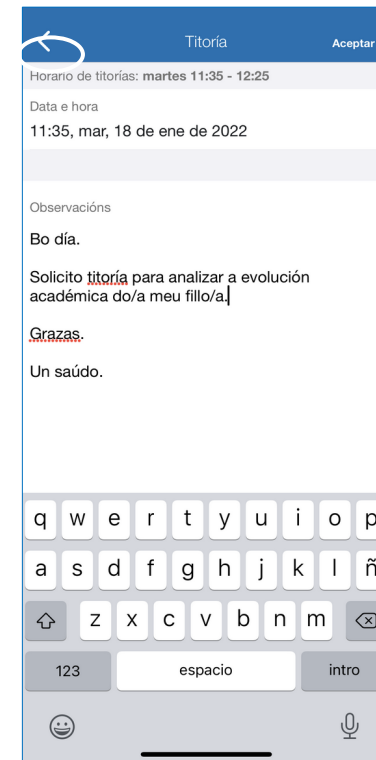 Titoría
Aceptar
Horario de titorías: martes 11:35 - 12:25
Data e hora
11:35, mar, 18 de ene de 2022
Observacións
Bo día.
Solicito titoría para analizar a evolución
académica do/a meu fillo/a.
Grazas.
Un saúdo.
q w e r t y u i o p
a s d f g h j k l ñ
z x c v b n m
123 espacio intro